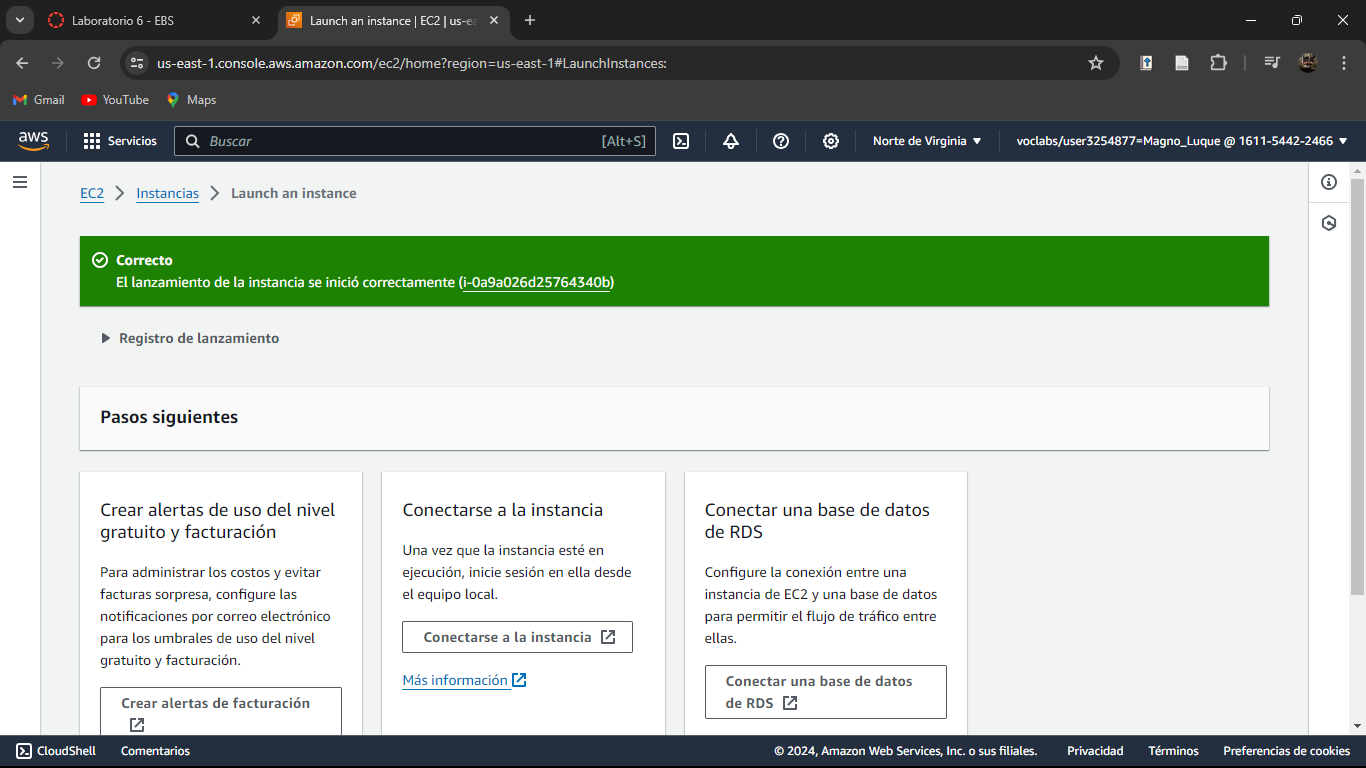 Laboratorio 6 - EBS
Launch an instance | EC2 | us-ea
us-east-1.console.aws.amazon.com/ec2/home?region=us-east-1#LaunchInstances:
Gmail
YouTube
Maps
aws
Servicios
Buscar
[Alt+S]
Norte de Virginia
voclabs/user3254877=Magno_Luque @ 1611-5442-2466
EC2
Instancias
Launch an instance
Correcto
El lanzamiento de la instancia se inició correctamente (i-0a9a026d25764340b)
Registro de lanzamiento
Pasos siguientes
Crear alertas de uso del nivel
gratuito y facturación
Para administrar los costos y evitar
facturas sorpresa, configure las
notificaciones por correo electrónico
para los umbrales de uso del nivel
gratuito y facturación.
Crear alertas de facturación
Conectarse a la instancia
Una vez que la instancia esté en
ejecución, inicie sesión en ella desde
el equipo local.
Conectarse a la instancia
Más información
Conectar una base de datos
de RDS
Configure la conexión entre una
instancia de EC2 y una base de datos
para permitir el flujo de tráfico entre
ellas.
Conectar una base de datos
de RDS
CloudShell
Comentarios
© 2024, Amazon Web Services, Inc. o sus filiales.
Privacidad
Términos
Preferencias de cookies